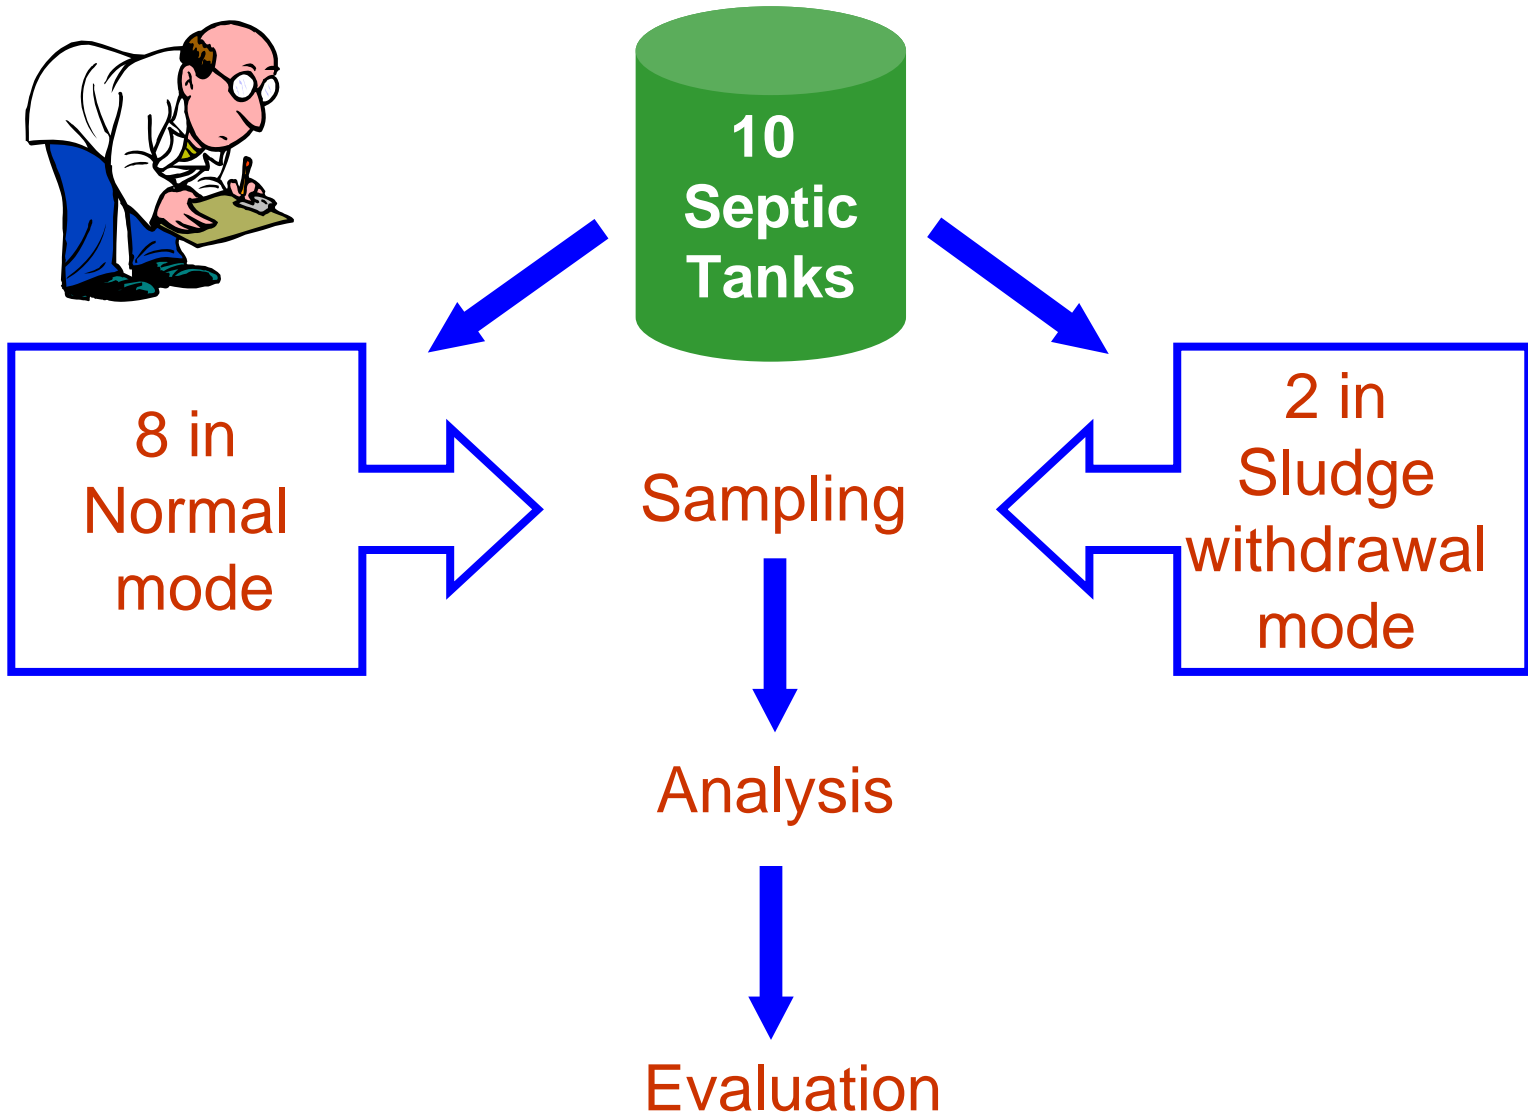 10
Septic
Tanks
8 in
Normal
mode
Sampling
2 in
Sludge
withdrawal
mode
Analysis
Evaluation